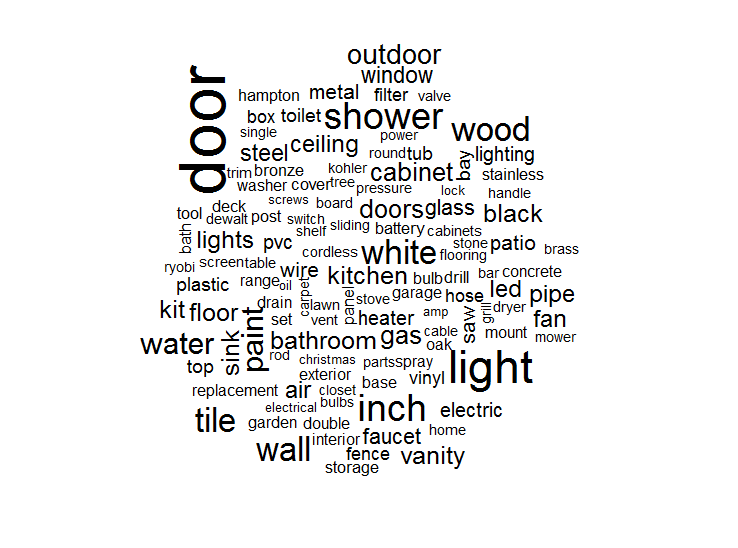 outdoor
window
door
hampton metal filter valve
box toilet shower
single power wood
steel ceiling round tub bay lighting
trim bronze kohler cabinet stainless
washer cover tree pressure lock handle
screws
deck board doors glass black
tool dewalt post switch
bath shelf sliding battery cabinets
lights pvc cordless white stone patio brass
flooring
ryobi screen table wire kitchen bulb drill bar concrete
plastic range oil carpet panel stove garage hose led pipe
kit floor drain lawn grill dryer
set vent heater amp saw fan
water sink paint bathroom gas cable mount mower
oak
top rod christmas parts spray light
exterior vinyl
replacement air closet base
bulbs inch electric
electrical
tile garden double
interior faucet home
wall fence vanity
storage